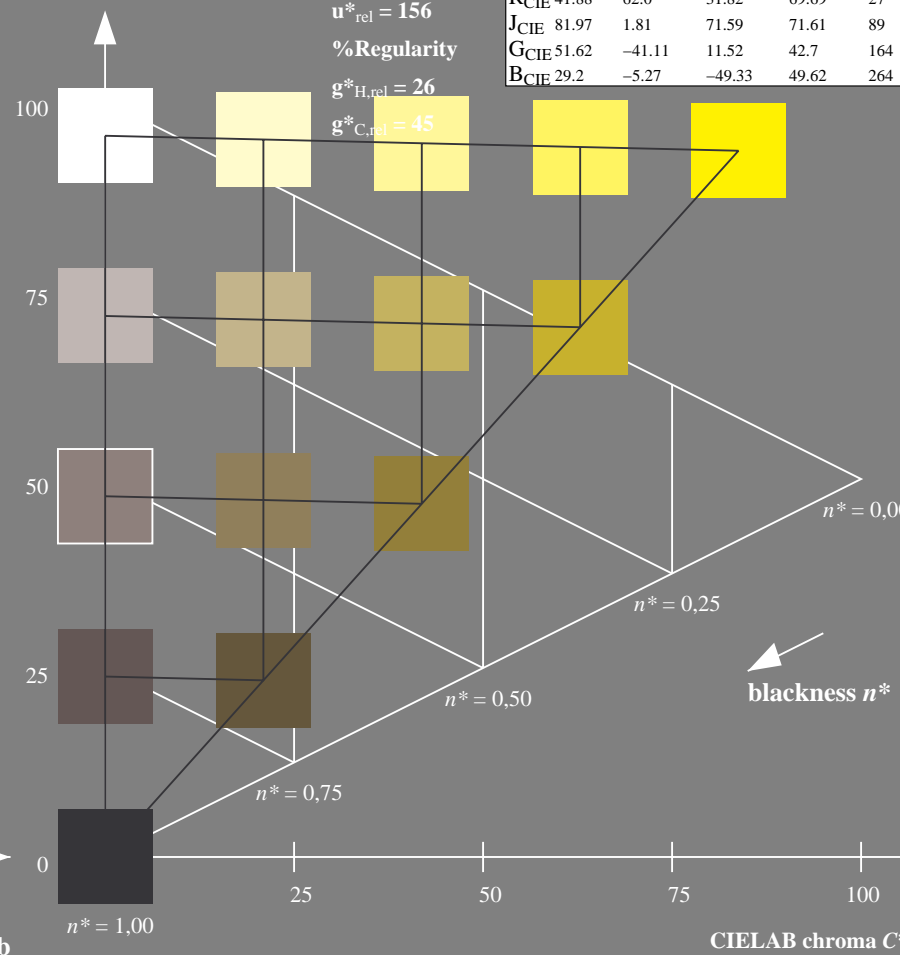 u*rel = 156
%Regularity
g*H,rel = 26
g*C,rel = 45
JCIE 81.97 1.81 71.59 71.61 89
GCIE 51.62 −41.11 11.52 42.7 164
BCIE 29.2 −5.27 −49.33 49.62 264
100
75
50
n* = 0,00
n* = 0,25
25
blackness n*
n* = 0,50
n* = 0,75
0
25 50 75 100
n* = 1,00
b
CIELAB chroma C*